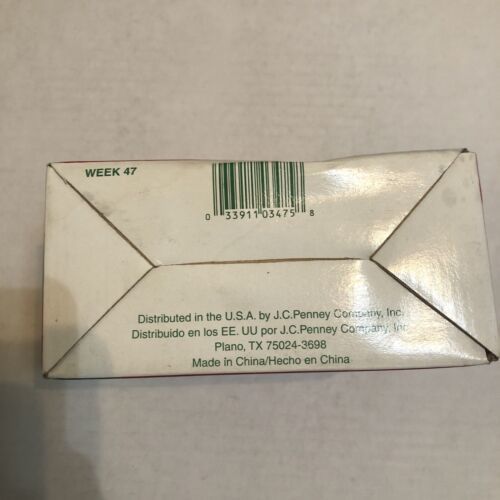 WEEK 47
0 33911 03475 8
Distributed in the U.S.A. by J.C.Penney Company, Inc.
Distribuido en los EE. UU por J.C.Penney Company, Inc
Plano, TX 75024-3698
Made in China/Hecho en China